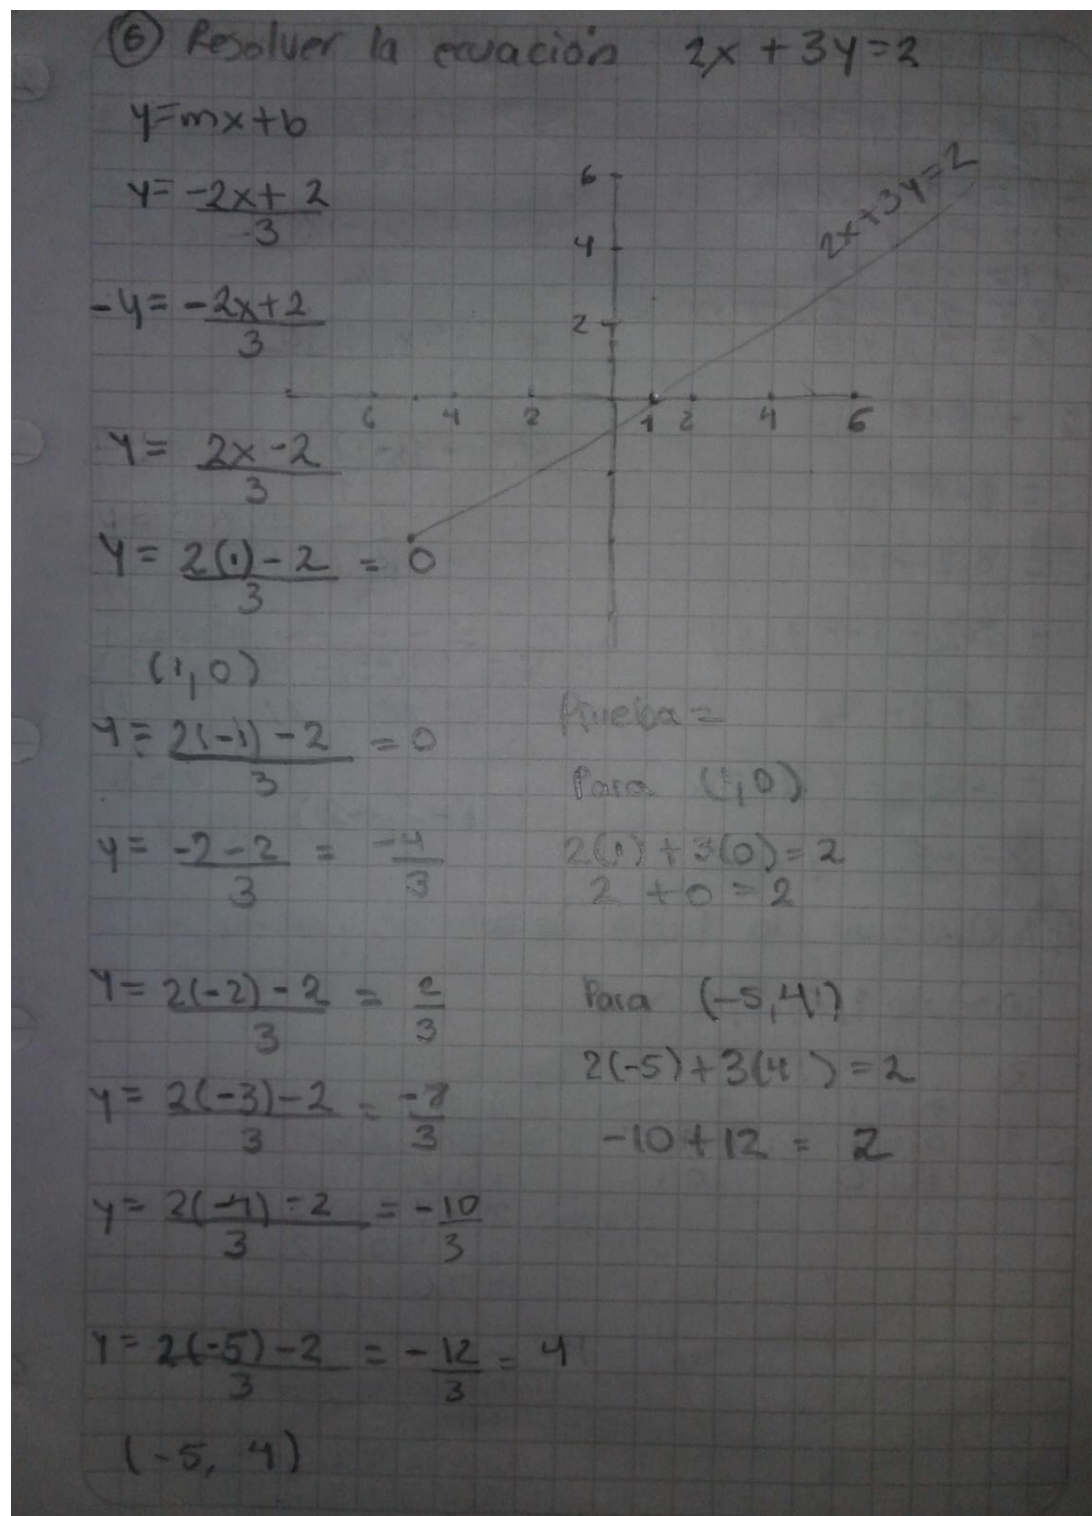 6 Resolver la ecuación 2x + 3y = 2
y = mx + b
y = -2x + 2 / 3
-y = -2x + 2 / 3
y = 2x - 2 / 3
y = 2(1) - 2 / 3 = 0
(1, 0)
y = 2(-1) - 2 / 3 = 0
y = -2 - 2 / 3 = -4 / 3
y = 2(-2) - 2 / 3 = 2 / 3
y = 2(-3) - 2 / 3 = -8 / 3
y = 2(-4) - 2 / 3 = - 10 / 3
y = 2(-5) - 2 / 3 = - 12 / 3 = 4
(-5, 4)
2x + 3y = 2
6
4
2
6 4 2 1 2 4 6
Prueba =
Para (1, 0)
2(1) + 3(0) = 2
2 + 0 = 2
Para (-5, 4)
2(-5) + 3(4) = 2
-10 + 12 = 2